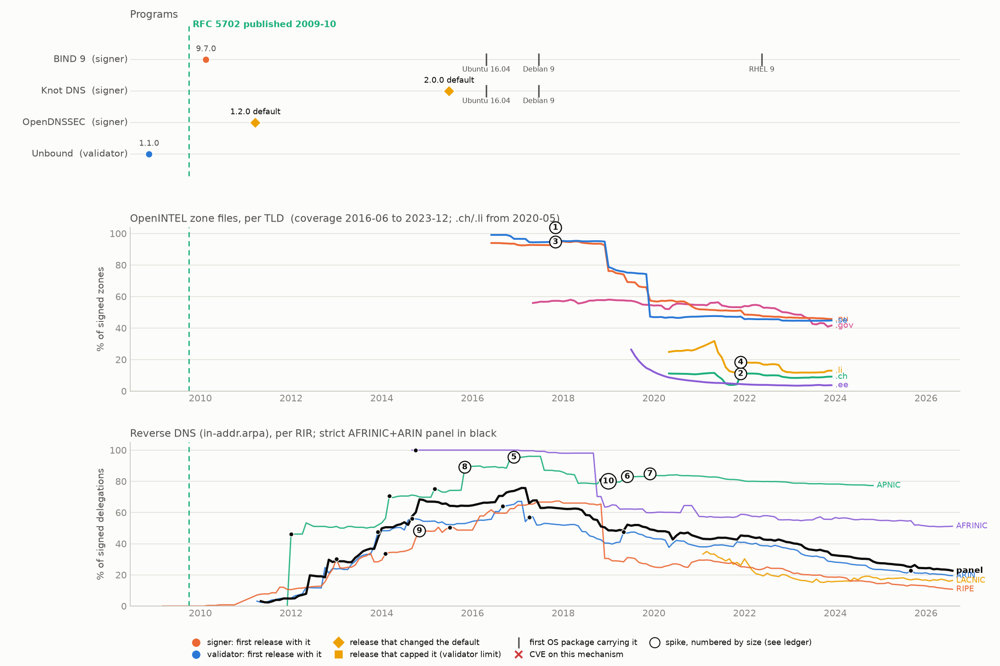 Programs
RFC 5702 published 2009-10
9.7.0
BIND 9 (signer)
Ubuntu 16.04
Debian 9
RHEL 9
2.0.0 default
Knot DNS (signer)
Ubuntu 16.04
Debian 9
1.2.0 default
OpenDNSSEC (signer)
1.1.0
Unbound (validator)
OpenINTEL zone files, per TLD (coverage 2016-06 to 2023-12; .ch/.li from 2020-05)
% of signed zones
100
80
60
40
20
0
1
3
4
2
.nu
.se
.gov
.li
.ch
.ee
2010 2012 2014 2016 2018 2020 2022 2024 2026
Reverse DNS (in-addr.arpa), per RIR; strict AFRINIC+ARIN panel in black
% of signed delegations
100
80
60
40
20
0
5
8
7
6
10
9
APNIC
AFRINIC
panel
ARIN
LACNIC
RIPE
2010 2012 2014 2016 2018 2020 2022 2024 2026
signer: first release with it
release that changed the default
first OS package carrying it
spike, numbered by size (see ledger)
validator: first release with it
release that capped it (validator limit)
CVE on this mechanism